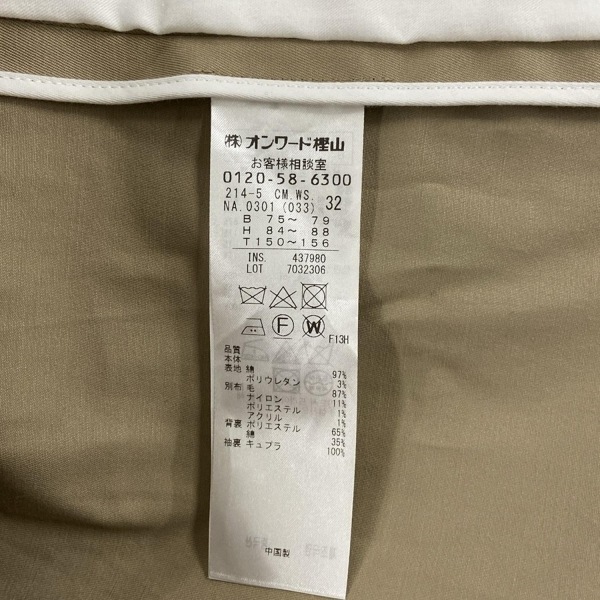 (株)オンワード樫山
お客様相談室
0120-58-6300
214-5 CM.WS. 32
NA.0301 (033)
B 75～ 79
H 84～ 88
T150～156
INS. 437980
LOT 7032306
F
W
F13H
品質
本体
表地 綿 97%
ポリウレタン 3%
別布 毛 87%
ナイロン 11%
ポリエステル 1%
アクリル 1%
背裏 ポリエステル 65%
綿 35%
袖裏 キュプラ 100%
中国製